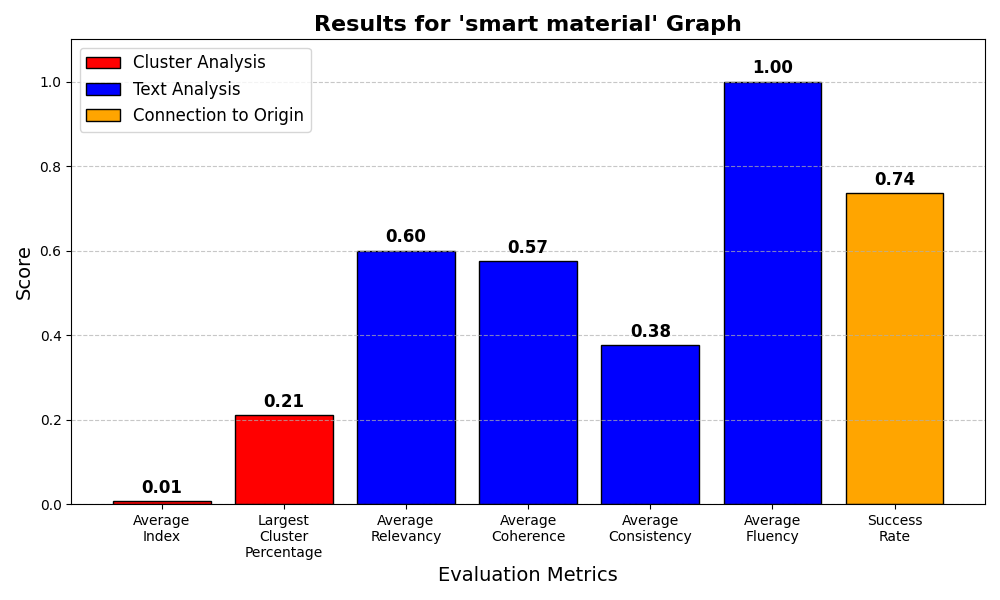 Results for 'smart material' Graph
Cluster Analysis
Text Analysis
Connection to Origin
Score
1.0
0.8
0.6
0.4
0.2
0.0
0.01
0.21
0.60
0.57
0.38
1.00
0.74
Average
Index
Largest
Cluster
Percentage
Average
Relevancy
Average
Coherence
Average
Consistency
Average
Fluency
Success
Rate
Evaluation Metrics